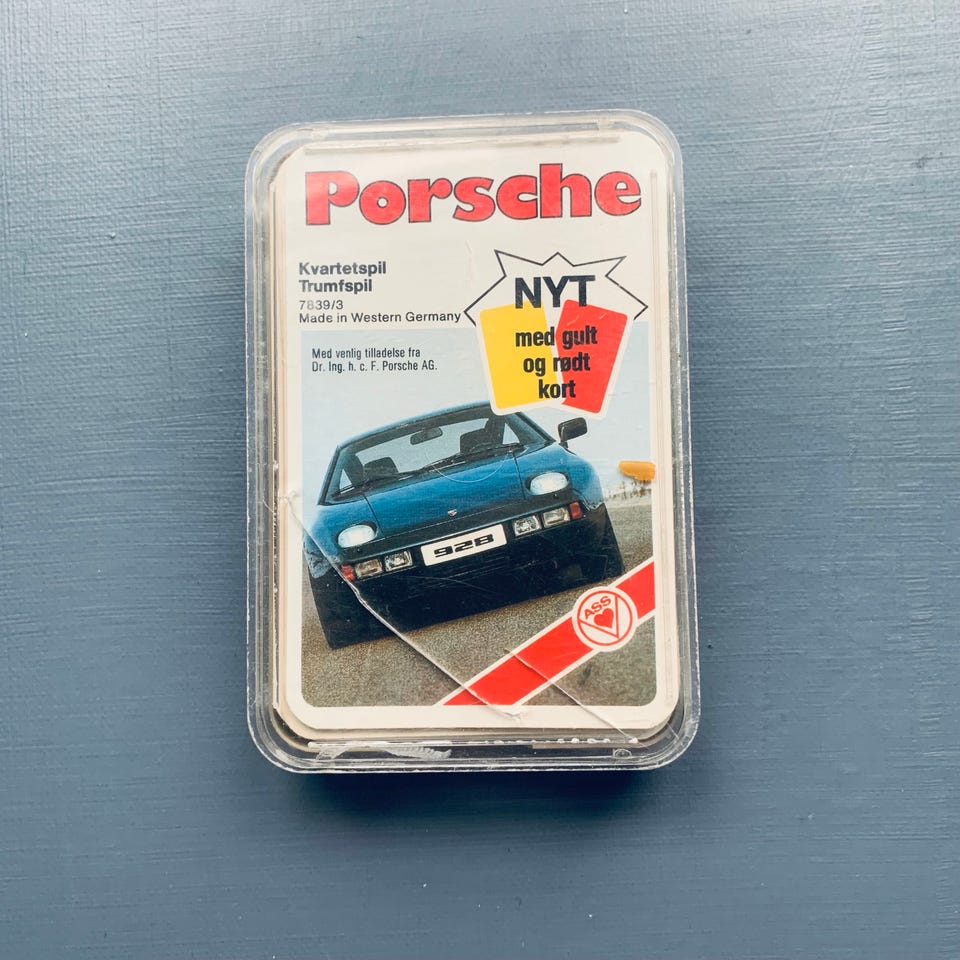 Porsche
Kvartetspil
Trumfspil
7839/3
Made in Western Germany
NYT
med gult
og rødt
kort
Med venlig tilladelse fra
Dr. Ing. h. c. F. Porsche AG.
928
ASS